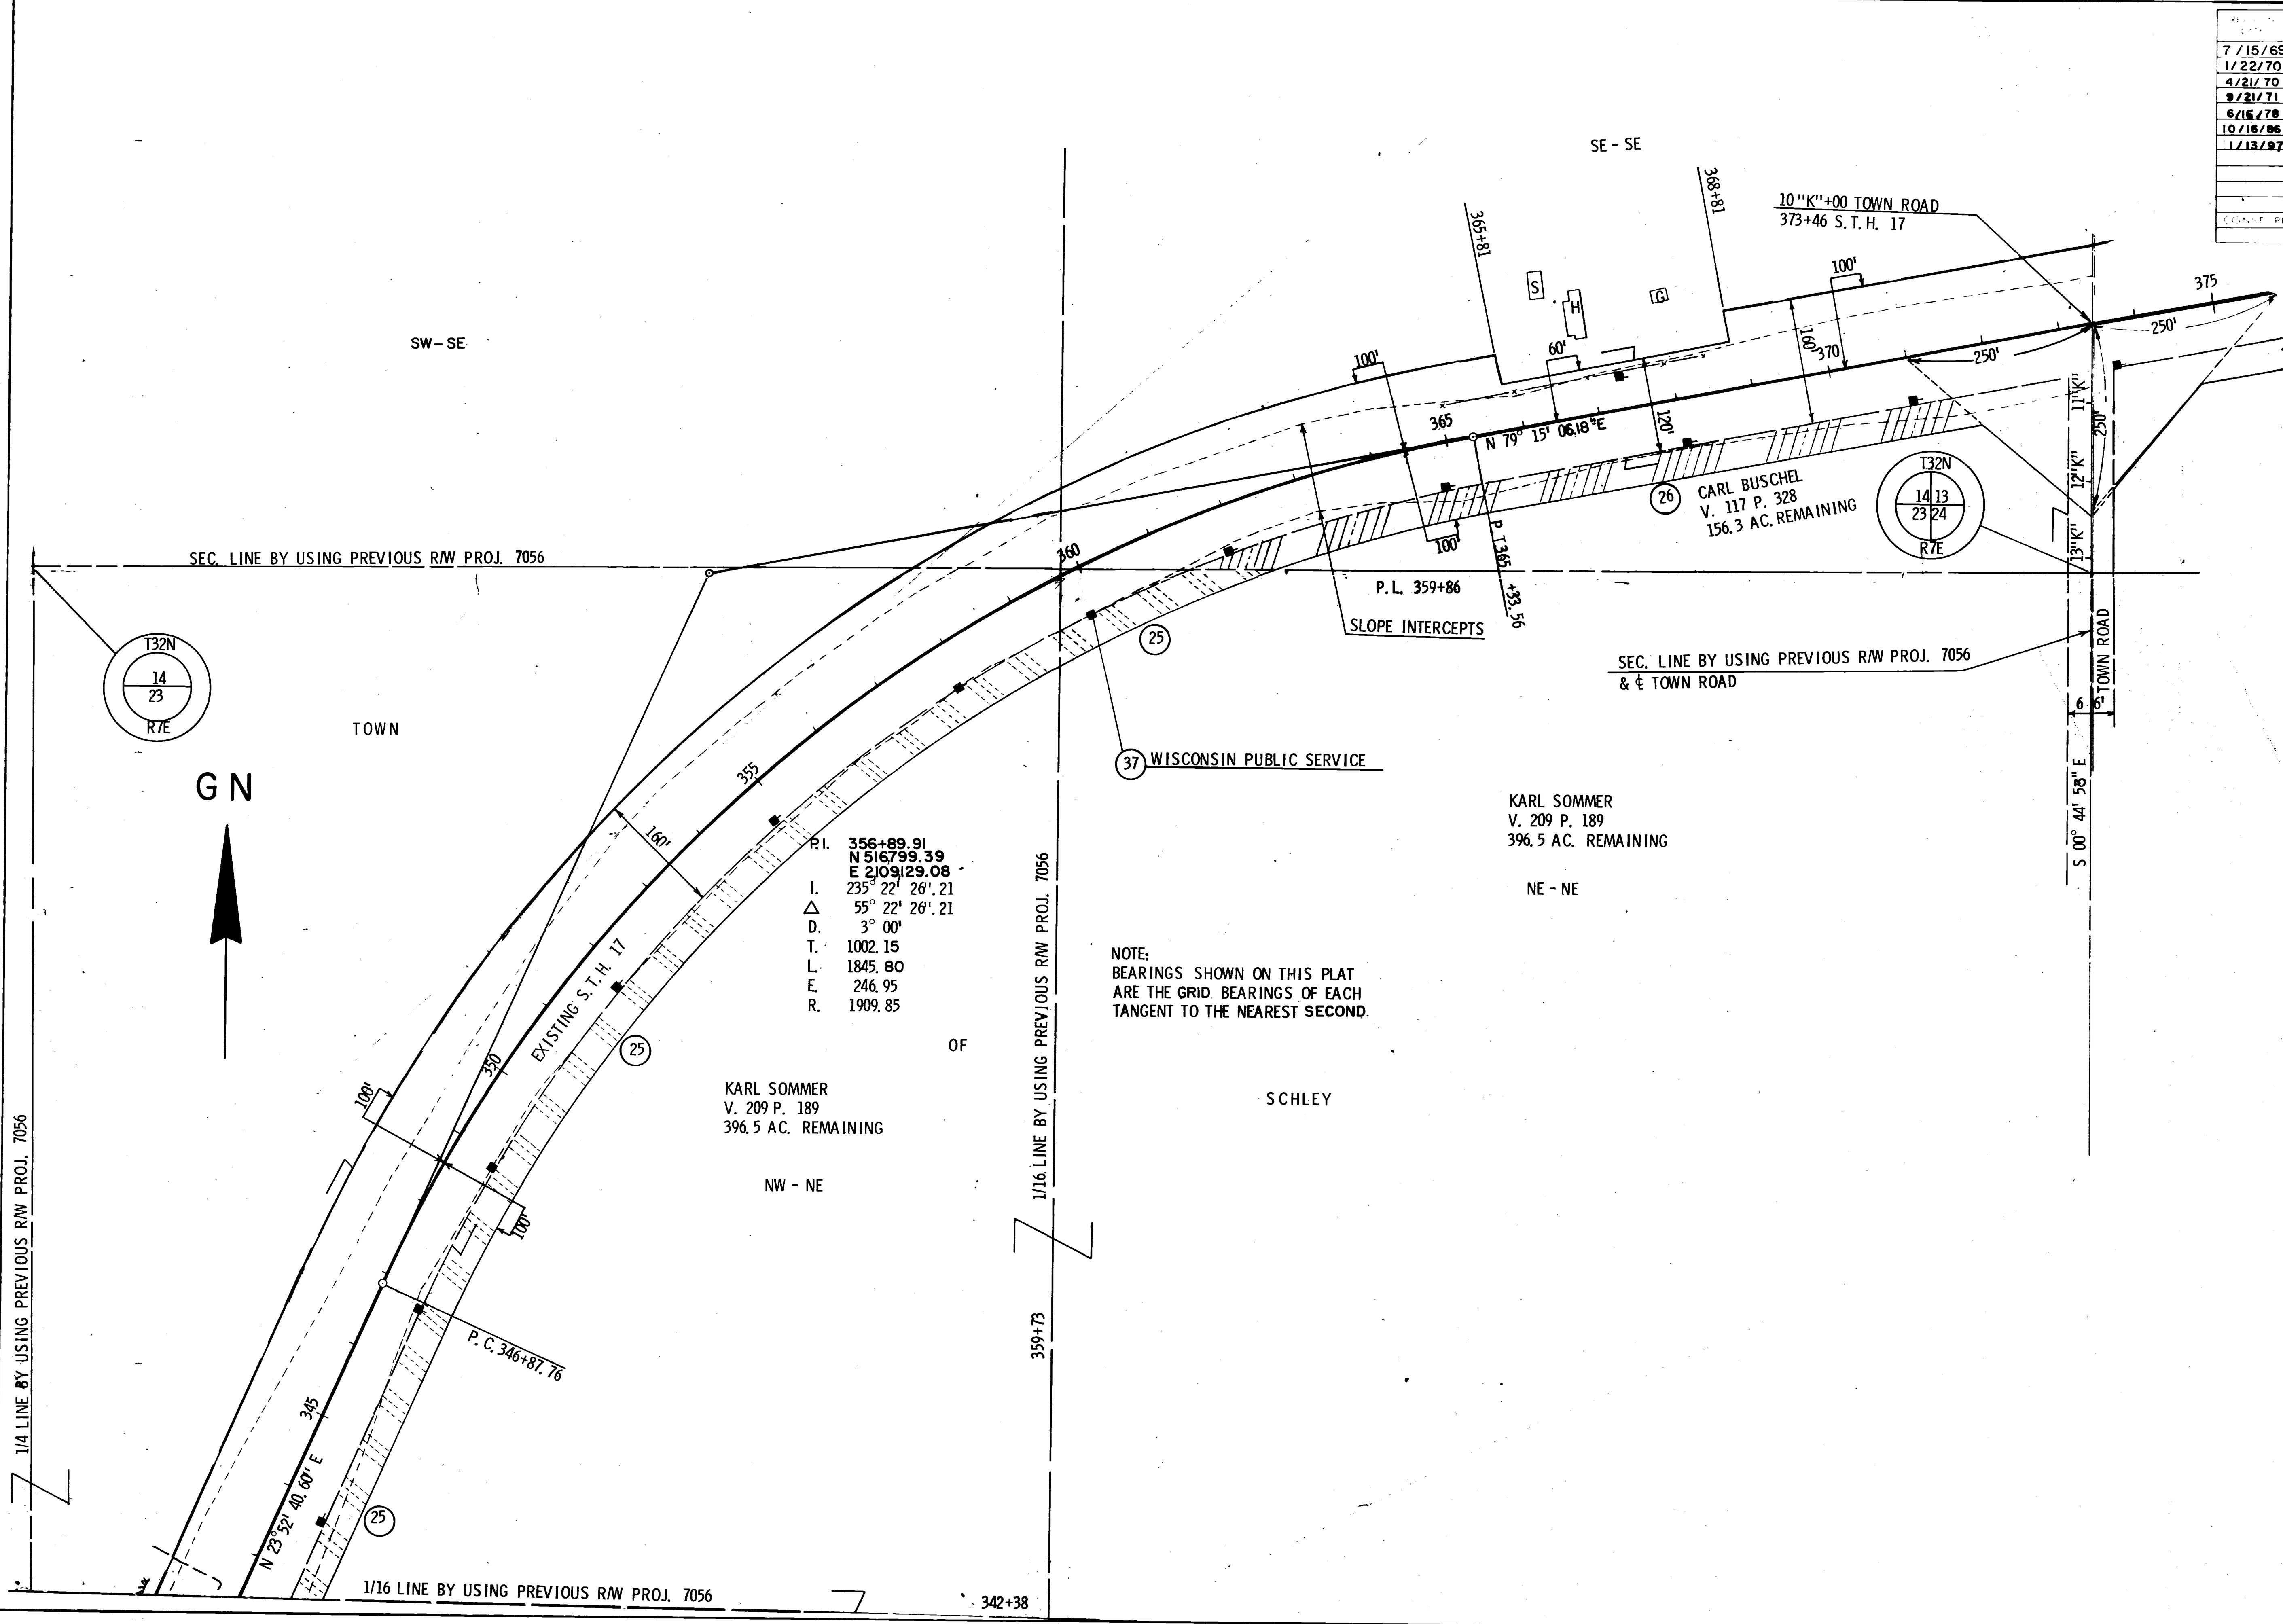 7/15/69
1/22/70
4/21/70
9/21/71
6/16/78
10/16/86
1/13/97
SE - SE
368+81
365+81
10"K"+00 TOWN ROAD
373+46 S.T.H. 17
100'
375
S
H
G
250'
SW-SE
100'
60'
160'
370
250'
11"K"
250'
365
N 79° 15' 06.18"E
120'
26
CARL BUSCHEL
V. 117 P. 328
156.3 AC. REMAINING
T32N
14 13
23 24
R7E
12"K"
13"K"
100'
P.T. 365+33.56
360
SEC. LINE BY USING PREVIOUS R/W PROJ. 7056
P.L. 359+86
SLOPE INTERCEPTS
25
T32N
14
23
R7E
SEC. LINE BY USING PREVIOUS R/W PROJ. 7056
& ℄ TOWN ROAD
TOWN ROAD
66'
TOWN
355
37 WISCONSIN PUBLIC SERVICE
GN
S 00° 44' 58" E
KARL SOMMER
V. 209 P. 189
396.5 AC. REMAINING
NE - NE
160'
P.I. 356+89.91
N 516,799.39
E 2,109,129.08
I. 235° 22' 26".21
△ 55° 22' 26".21
D. 3° 00'
T. 1002.15
L. 1845.80
E. 246.95
R. 1909.85
1/16 LINE BY USING PREVIOUS R/W PROJ. 7056
NOTE:
BEARINGS SHOWN ON THIS PLAT
ARE THE GRID BEARINGS OF EACH
TANGENT TO THE NEAREST SECOND.
EXISTING S.T.H. 17
25
OF
350
100'
KARL SOMMER
V. 209 P. 189
396.5 AC. REMAINING
SCHLEY
NW - NE
100'
1/4 LINE BY USING PREVIOUS R/W PROJ. 7056
P.C. 346+87.76
359+73
345
N 23° 52' 40.60" E
25
1/16 LINE BY USING PREVIOUS R/W PROJ. 7056
342+38